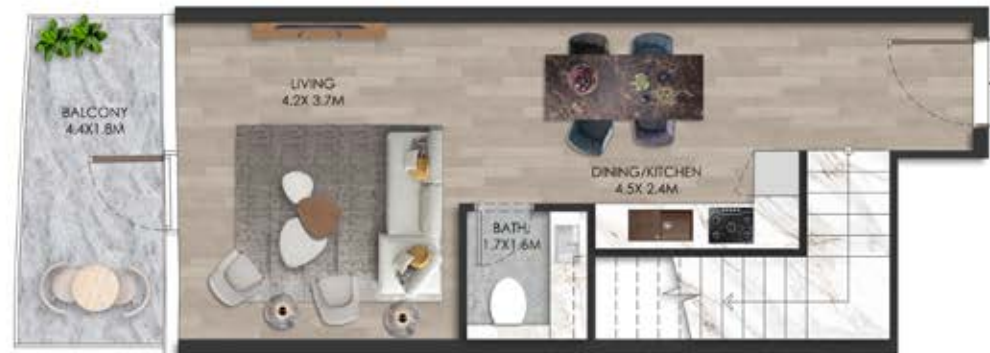 LIVING
4.2X 3.7M
BALCONY
4.4X1.8M
DINING/KITCHEN
4.5X 2.4M
BATH.
1.7X1.6M